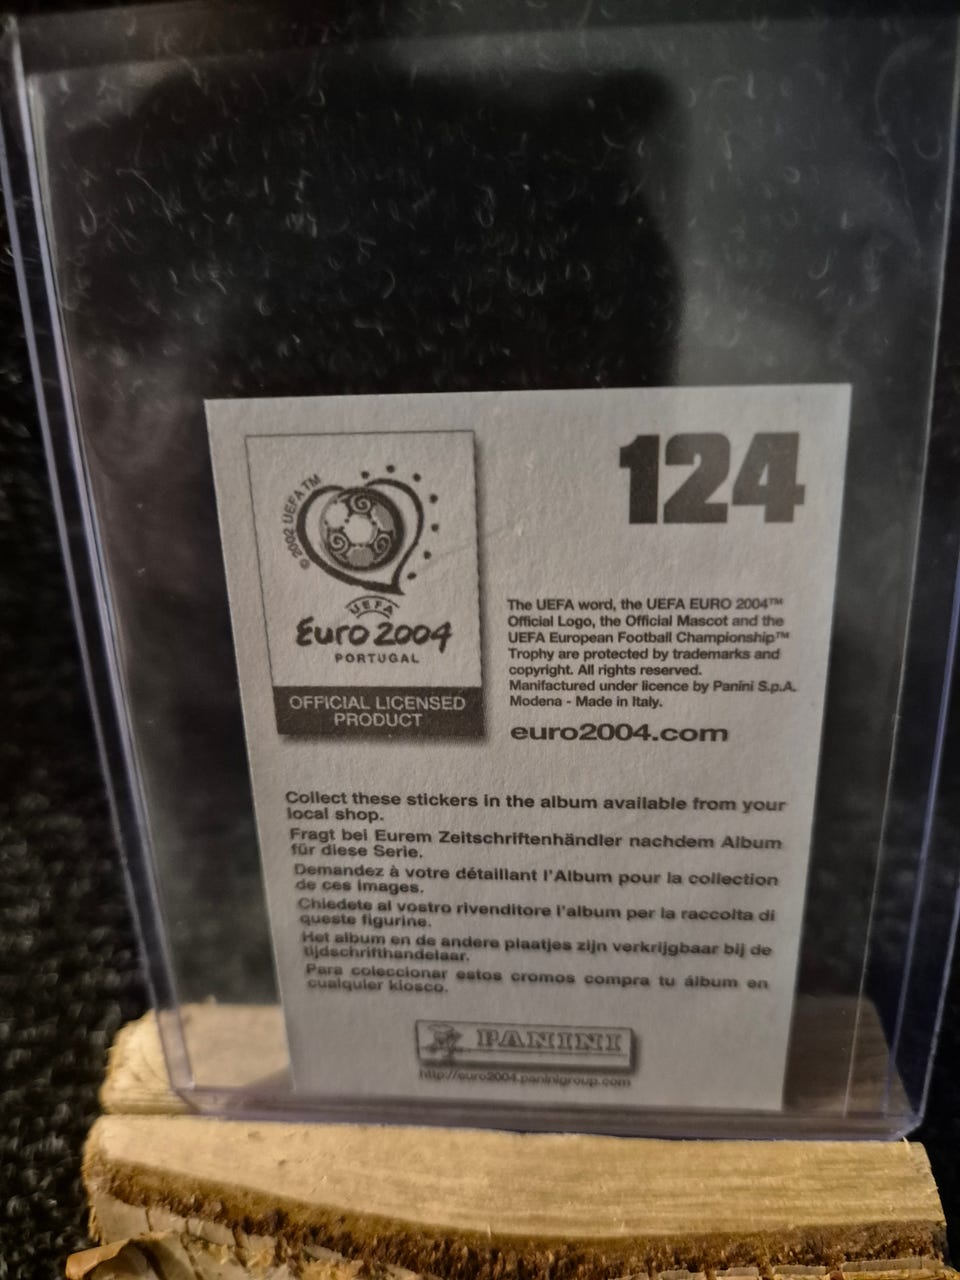 124
© 2002 UEFA TM
UEFA
Euro 2004
PORTUGAL
OFFICIAL LICENSED
PRODUCT
The UEFA word, the UEFA EURO 2004™
Official Logo, the Official Mascot and the
UEFA European Football Championship™
Trophy are protected by trademarks and
copyright. All rights reserved.
Manifactured under licence by Panini S.p.A.
Modena - Made in Italy.
euro2004.com
Collect these stickers in the album available from your
local shop.
Fragt bei Eurem Zeitschriftenhändler nachdem Album
für diese Serie.
Demandez à votre détaillant l'Album pour la collection
de ces images.
Chiedete al vostro rivenditore l'album per la raccolta di
queste figurine.
Het album en de andere plaatjes zijn verkrijgbaar bij de
tijdschrifthandelaar.
Para coleccionar estos cromos compra tu álbum en
cualquier kiosco.
PANINI
http://euro2004.paninigroup.com